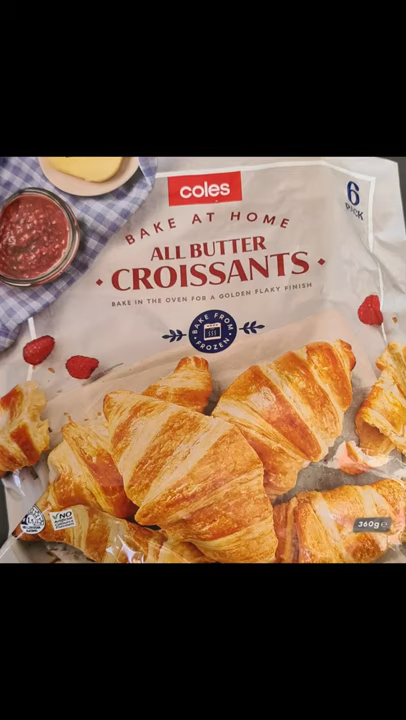 coles
6
PACK
BAKE AT HOME
ALL BUTTER
CROISSANTS
BAKE IN THE OVEN FOR A GOLDEN FLAKY FINISH
BAKE FROM
FROZEN
NO
360g e